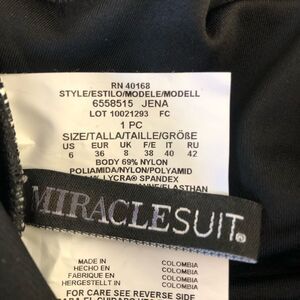 RN 40168
STYLE/ESTILO/MODELE/MODELL
6558515 JENA
LOT 10021293 FC
1 PC
SIZE/TALLA/TAILLE/GRÖßE
US EUR UK F IT RU
6 36 8 38 40 42
BODY 69% NYLON
POLIAMIDA/NYLON/POLYAMID
LYCRA® SPANDEX
MIRACLESUIT®
MADE IN COLOMBIA
HECHO EN COLOMBIA
FABRIQUE EN COLOMBIE
HERGESTELLT IN
FOR CARE SEE REVERSE SIDE